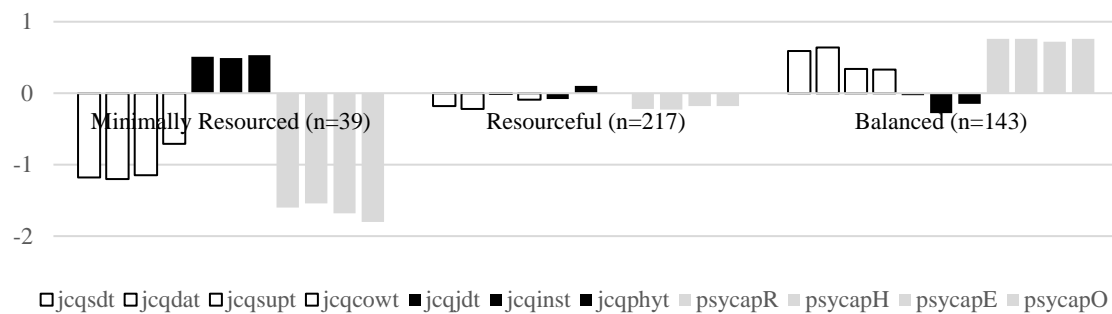 1
0
Minimally Resourced (n=39) Resourceful (n=217) Balanced (n=143)
-1
-2
jcqsdt jcqdat jcqsupt jcqcowt jcqjdt jcqinst jcqphyt psycapR psycapH psycapE psycapO